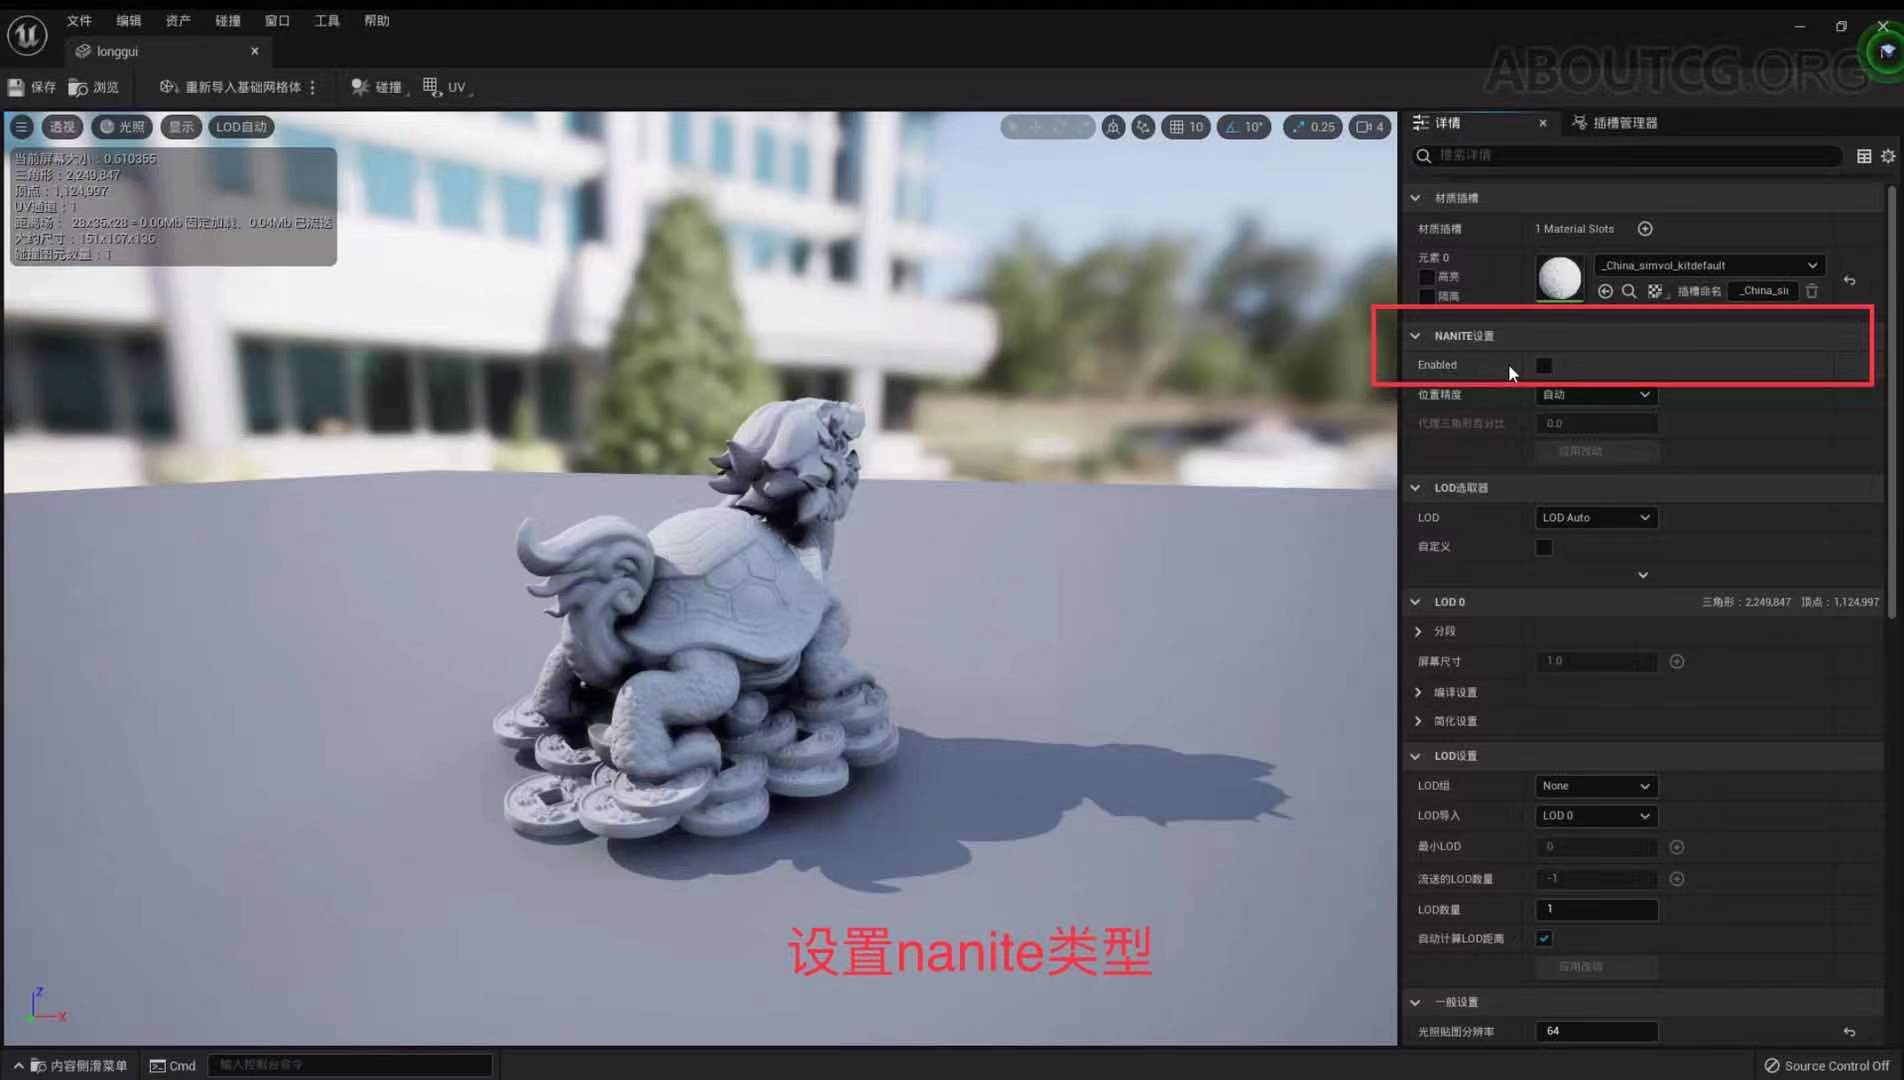 文件 编辑 资产 碰撞 窗口 工具 帮助
longgui
ABOUTCG.ORG
保存 浏览 重新导入基础网格体 碰撞 UV
透视 光照 显示 LOD自动 10 10° 0.25 4
当前屏幕大小：0.610355
三角形：2,249,847
顶点：1,124,997
UV通道：1
距离场： 28x35x28 = 0.00Mb 固定加载、0.04Mb 已流送
大约尺寸：151x167x136
碰撞图元数量：1
详情 插槽管理器
搜索详情
材质插槽
材质插槽 1 Material Slots
元素 0 _China_simvol_kitdefault
高亮
隔离 插槽命名 _China_si
NANITE设置
Enabled
位置精度 自动
代理三角形百分比 0.0
应用改动
LOD选取器
LOD LOD Auto
自定义
LOD 0 三角形：2,249,847 顶点：1,124,997
分段
屏幕尺寸 1.0
编译设置
简化设置
LOD设置
LOD组 None
LOD导入 LOD 0
最小LOD 0
流送的LOD数量 -1
LOD数量 1
自动计算LOD距离
应用改动
一般设置
光照贴图分辨率 64
设置nanite类型
Z
X
内容侧滑菜单 Cmd 输入控制台命令 Source Control Off